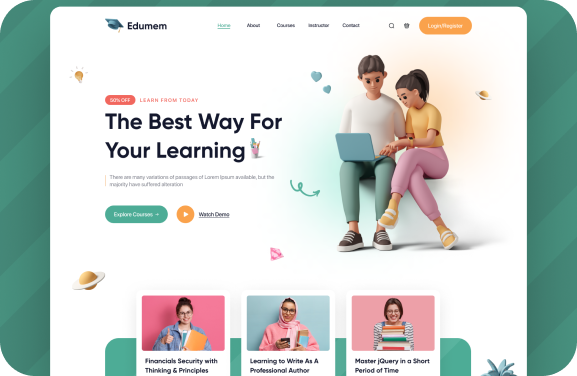 Edumem
Home
About
Courses
Instructor
Contact
Login/Register
50% OFF
LEARN FROM TODAY
The Best Way For
Your Learning
There are many variations of passages of Lorem Ipsum available, but the
majority have suffered alteration
Explore Courses →
Watch Demo
Financials Security with
Thinking & Principles
Learning to Write As A
Professional Author
Master jQuery in a Short
Period of Time